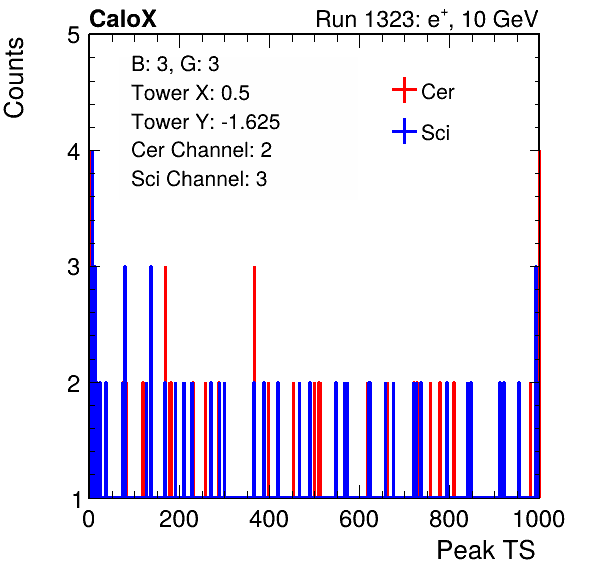 CaloX Run 1323: e⁺, 10 GeV
B: 3, G: 3
Tower X: 0.5
Tower Y: -1.625
Cer Channel: 2
Sci Channel: 3
Cer
Sci
Counts
5
4
3
2
1
0 200 400 600 800 1000
Peak TS